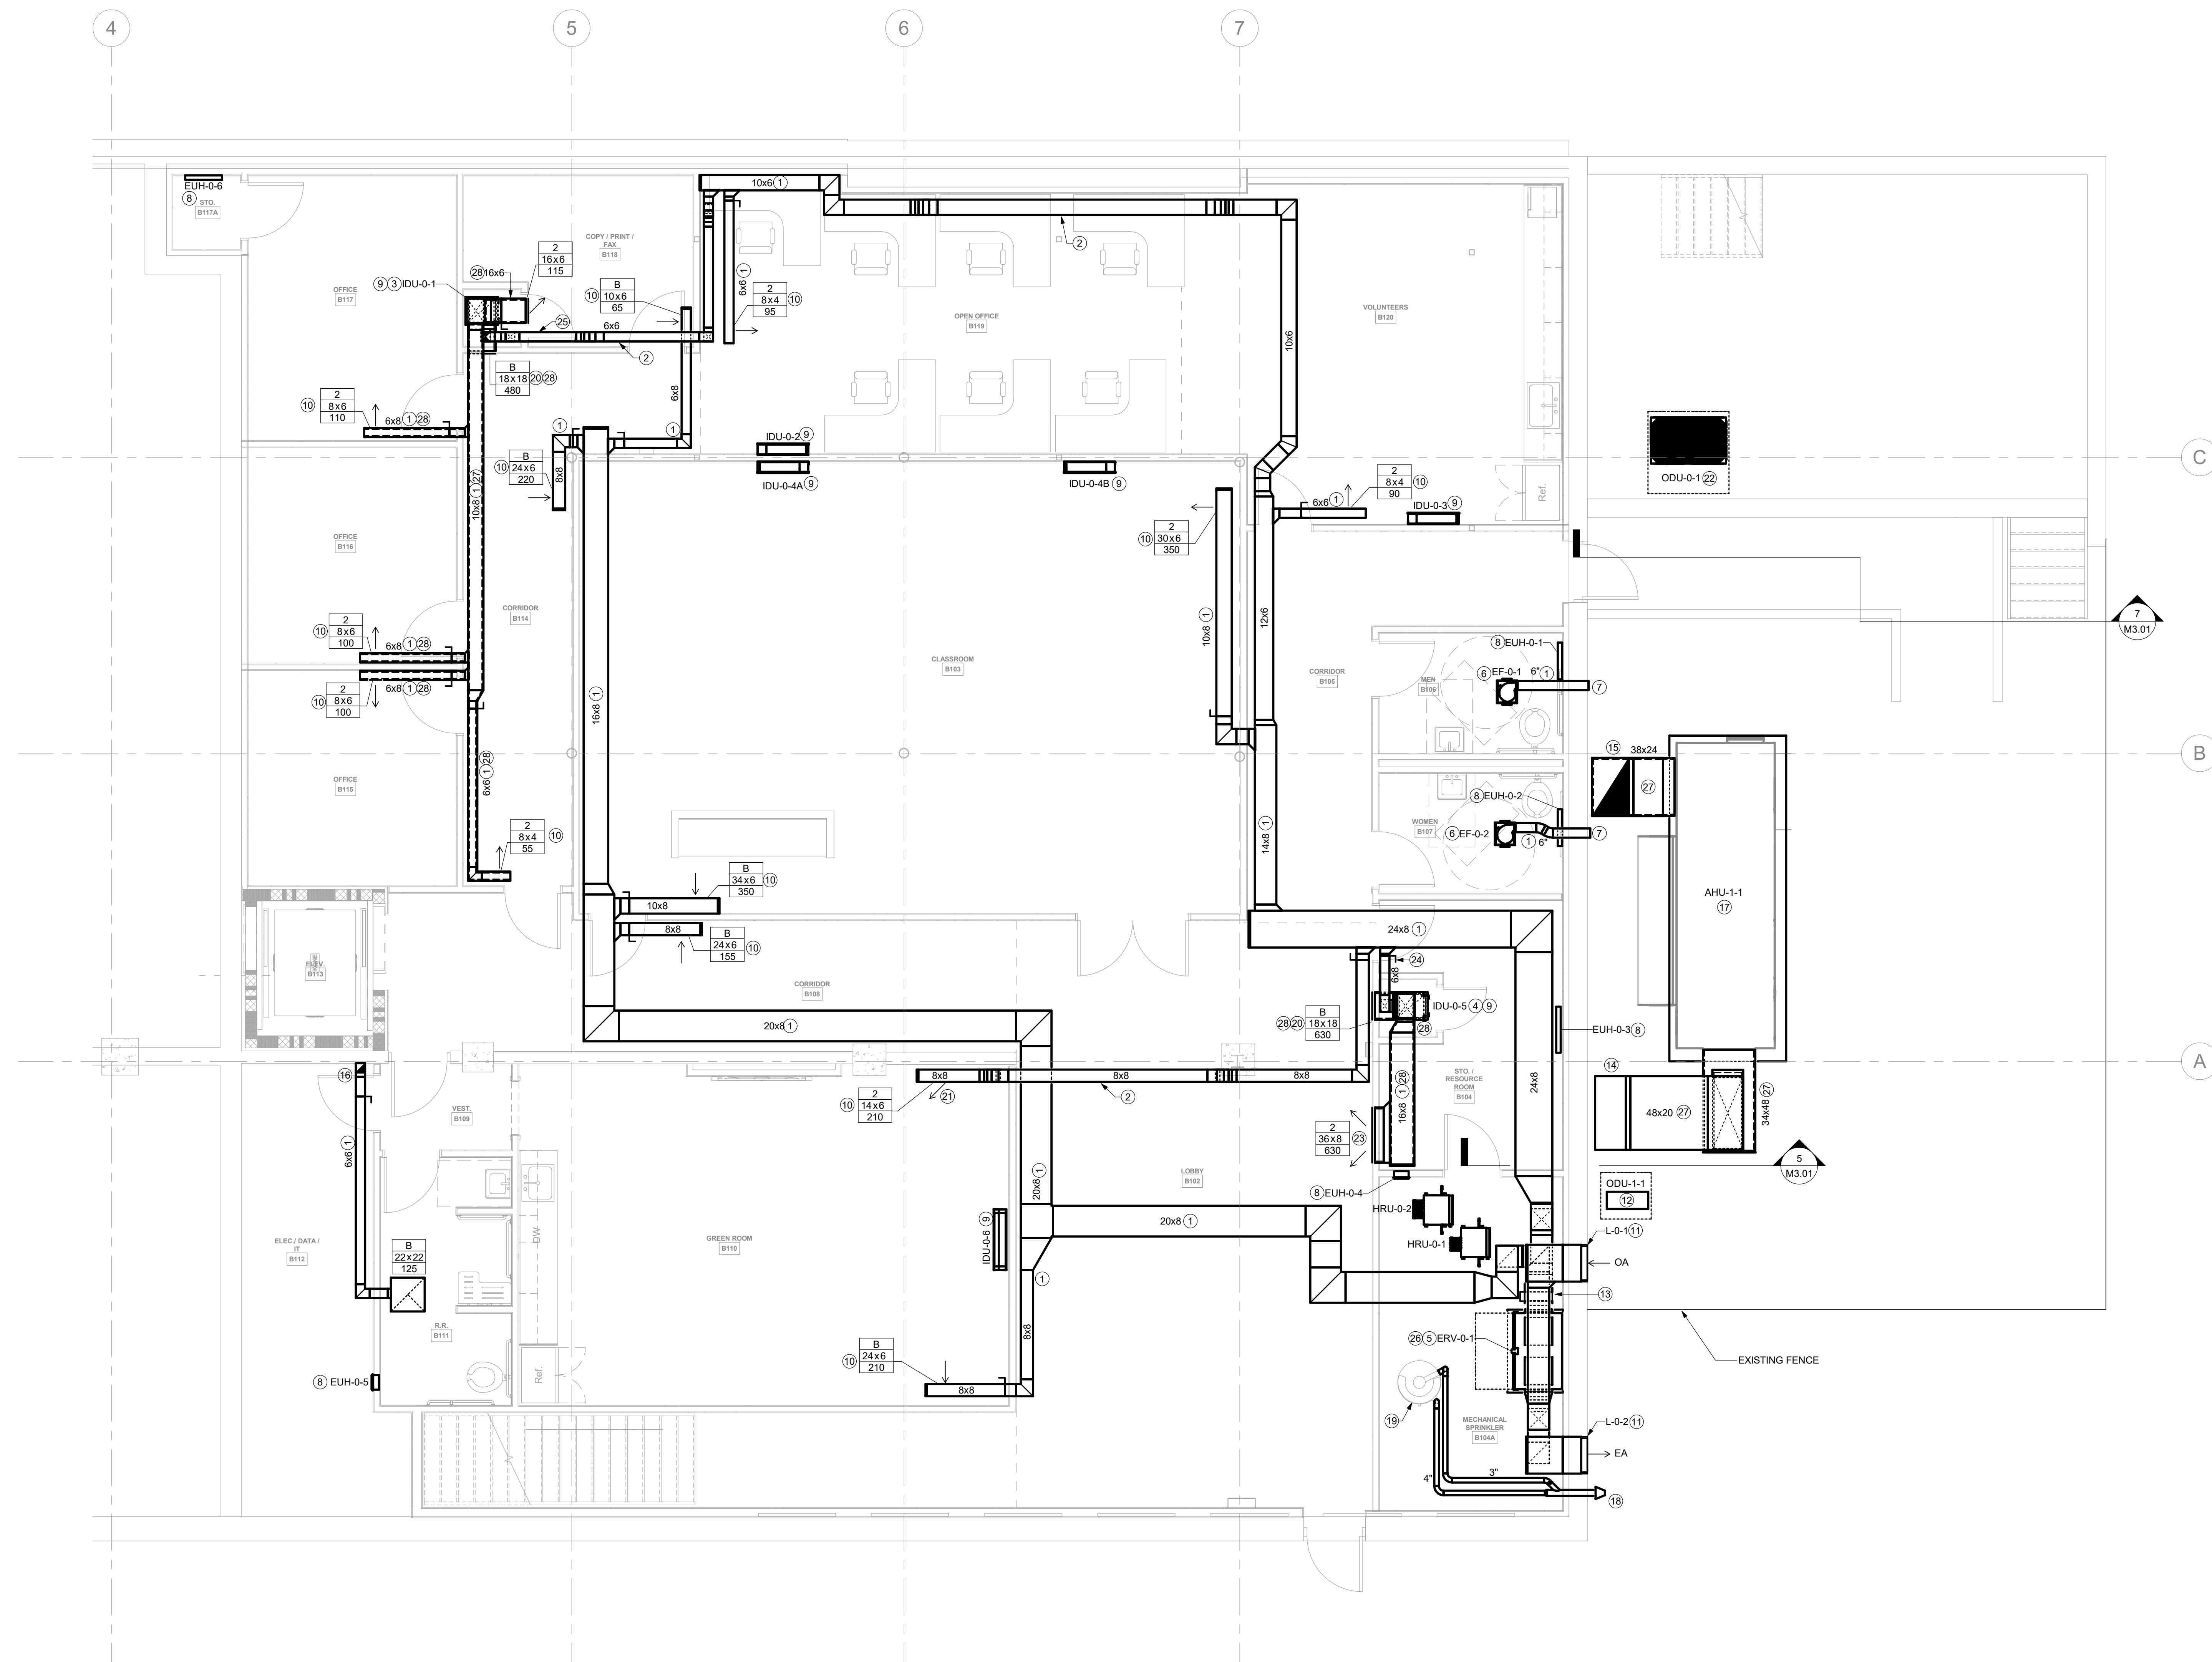 4
5
6
7
EUH-0-6
8
STO.
B117A
10x6 1
COPY / PRINT /
FAX
B118
2
16x6
115
28 16x6
9 3 IDU-0-1
OFFICE
B117
B
10x6
65
10
25
6x6
2
6x6 1
2
8x4
95
10
2
OPEN OFFICE
B119
VOLUNTEERS
B120
10x6
B
18x18
480
20 28
6x8
2
8x6
110
10
6x8 1 28
1
1
IDU-0-2 9
IDU-0-4A 9
IDU-0-4B 9
B
24x6
220
10
8x8
2
8x4
90
10
6x6 1
IDU-0-3 9
Ref.
ODU-0-1 22
C
10x8 1 27
OFFICE
B116
2
30x6
350
10
CORRIDOR
B114
2
8x6
100
10
6x8 1 28
6x8 1 28
2
8x6
100
10
16x8 1
10x8 1
12x6
CLASSROOM
B103
CORRIDOR
B105
MEN
B106
8 EUH-0-1
6 EF-0-1
6" 1
7
7
M3.01
6x6 1 28
OFFICE
B115
14x8 1
B
15
38x24
27
8 EUH-0-2
WOMEN
B107
6 EF-0-2
1 6"
7
2
8x4
55
10
B
34x6
350
10
10x8
8x8
B
24x6
155
10
AHU-1-1
17
24x8 1
ELEV.
B113
CORRIDOR
B108
24
6x8
IDU-0-5 4 9
28
B
18x18
630
28 20
20x8 1
EUH-0-3 8
A
16
VEST.
B109
8x8
8x8
8x8
21
2
2
14x6
210
10
STO. /
RESOURCE
ROOM
B104
16x8 1 28
24x8
14
48x20 27
34x48 27
2
36x8
630
23
6x6 1
5
M3.01
LOBBY
B102
8 EUH-0-4
20x8 1
ODU-1-1
12
HRU-0-2
20x8 1
L-0-1 11
HRU-0-1
OA
ELEC./ DATA /
IT
B112
B
22x22
125
DW
GREEN ROOM
B110
IDU-0-6 9
1
13
R.R.
B111
8x8
26 5 ERV-0-1
EXISTING FENCE
8 EUH-0-5
Ref.
B
24x6
210
10
8x8
19
MECHANICAL
SPRINKLER
B104A
L-0-2 11
EA
3"
4"
18